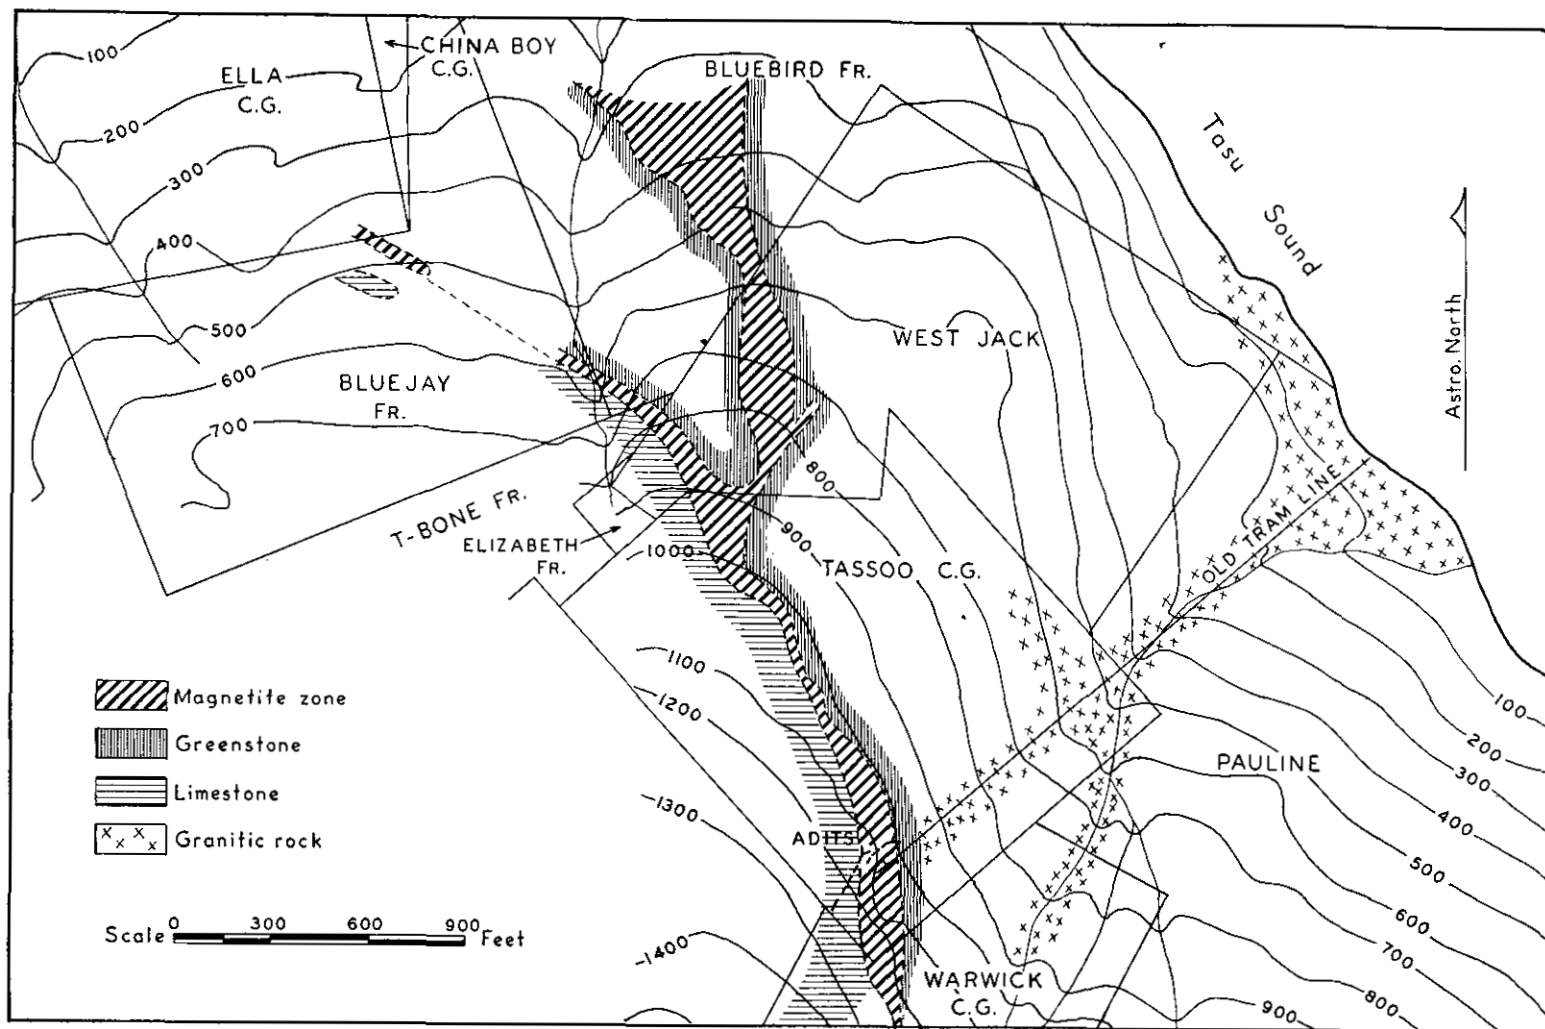 100
CHINA BOY
C.G.
ELLA
C.G.
BLUEBIRD FR.
200
300
400
500
600
700
Tasu
Sound
Astro. North
WEST JACK
BLUEJAY
FR.
T-BONE FR.
ELIZABETH
FR.
800
900
1000
TASSOO C.G.
OLD TRAM LINE
1100
1200
1300
1400
ADITS
PAULINE
WARWICK
C.G.
100
200
300
400
500
600
700
800
900
Magnetite zone
Greenstone
Limestone
Granitic rock
Scale 0 300 600 900 Feet